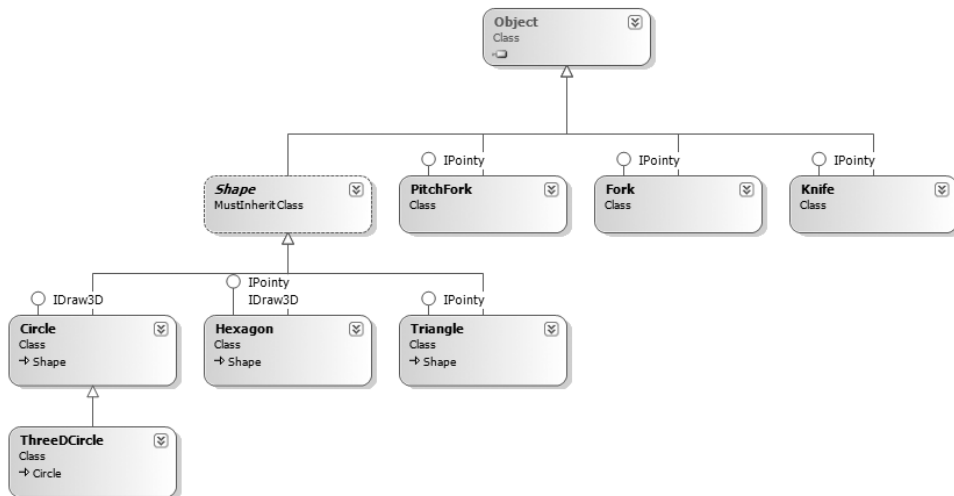 Object
Class
IPointy
IPointy
IPointy
Shape
MustInherit Class
PitchFork
Class
Fork
Class
Knife
Class
IDraw3D
IPointy
IDraw3D
IPointy
Circle
Class
Shape
Hexagon
Class
Shape
Triangle
Class
Shape
ThreeDCircle
Class
Circle